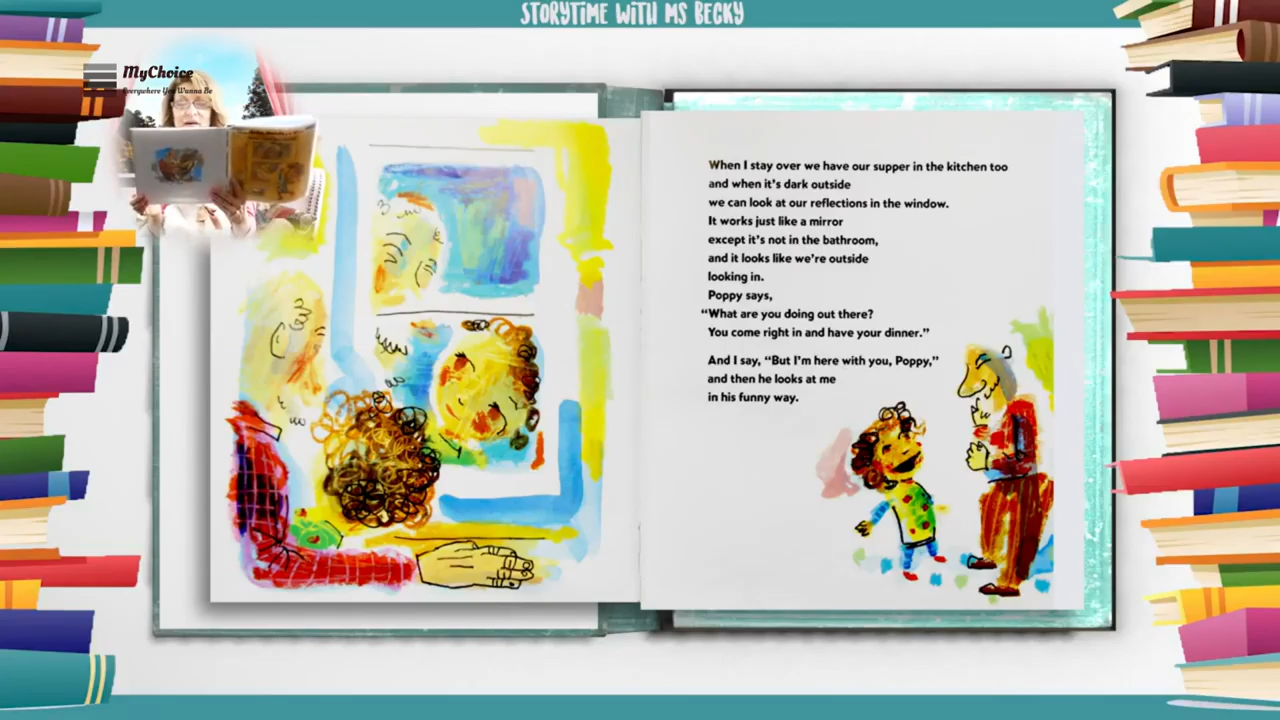 STORYTIME WITH MS BECKY
MyChoice
Everywhere You Wanna Be
When I stay over we have our supper in the kitchen too
and when it's dark outside
we can look at our reflections in the window.
It works just like a mirror
except it's not in the bathroom,
and it looks like we're outside
looking in.
Poppy says,
“What are you doing out there?
You come right in and have your dinner.”
And I say, “But I'm here with you, Poppy,”
and then he looks at me
in his funny way.